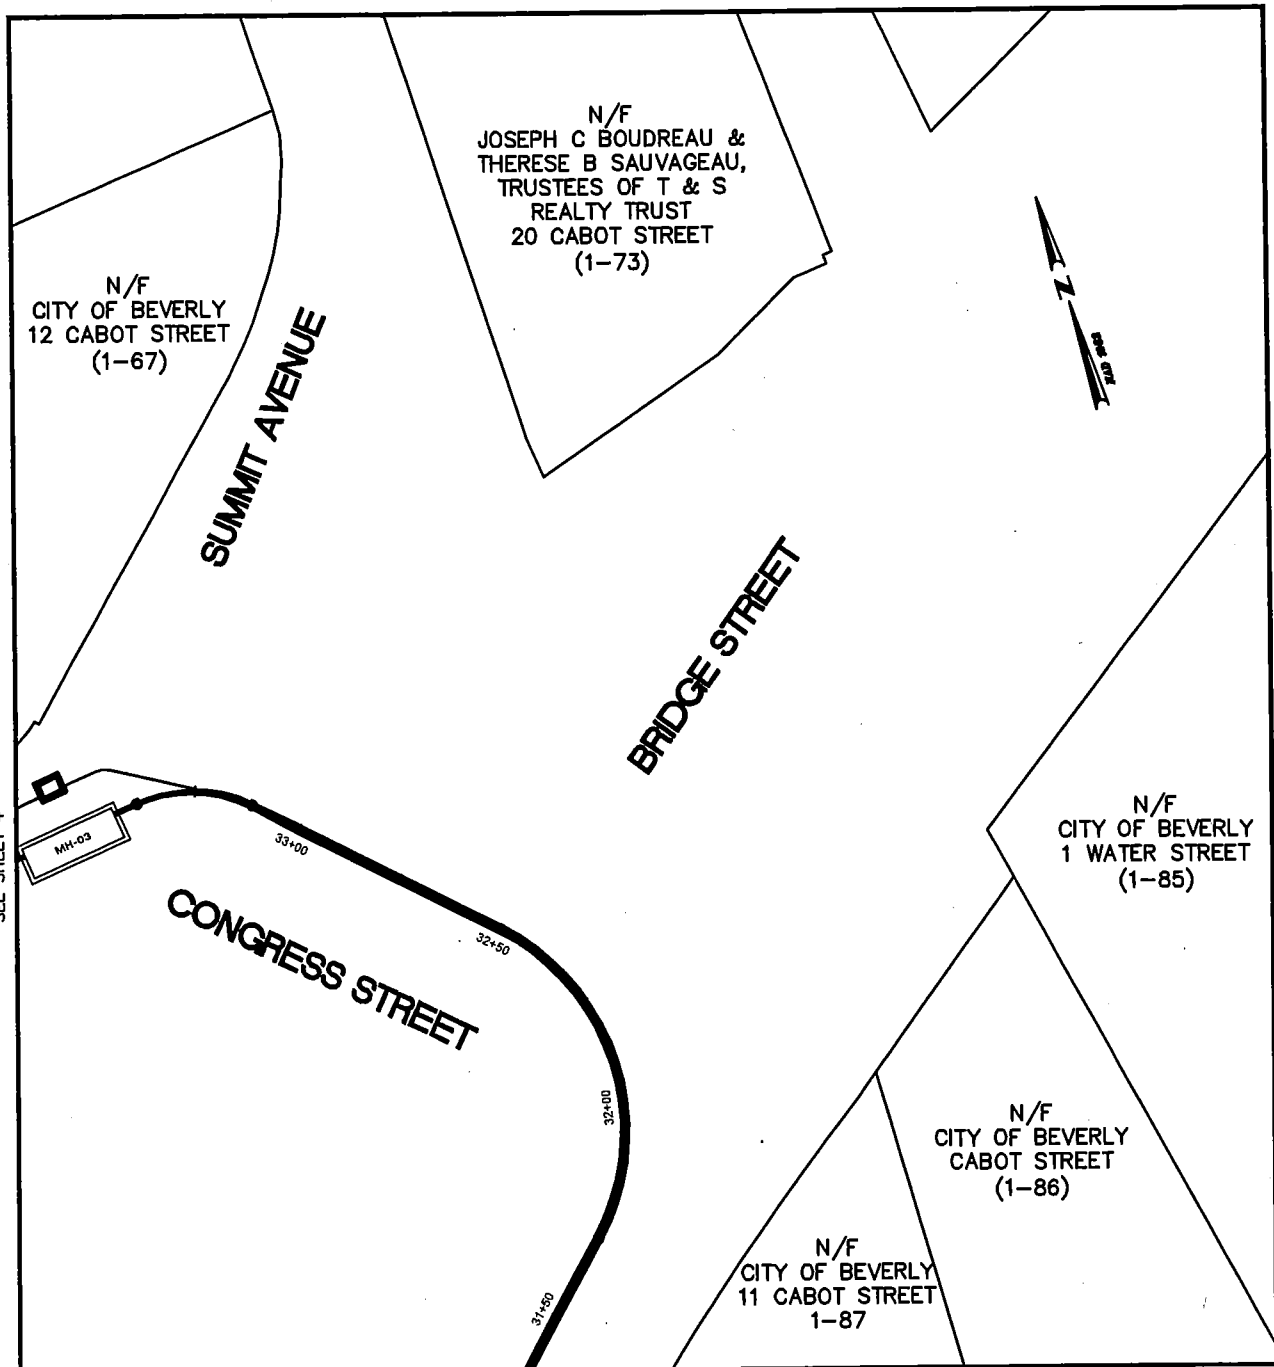 N/F
JOSEPH C BOUDREAU &
THERESE B SAUVAGEAU,
TRUSTEES OF T & S
REALTY TRUST
20 CABOT STREET
(1-73)
N/F
CITY OF BEVERLY
12 CABOT STREET
(1-67)
SUMMIT AVENUE
N
BRIDGE STREET
MH-03
33+00
CONGRESS STREET
32+50
32+00
31+50
N/F
CITY OF BEVERLY
1 WATER STREET
(1-85)
N/F
CITY OF BEVERLY
CABOT STREET
(1-86)
N/F
CITY OF BEVERLY
11 CABOT STREET
1-87